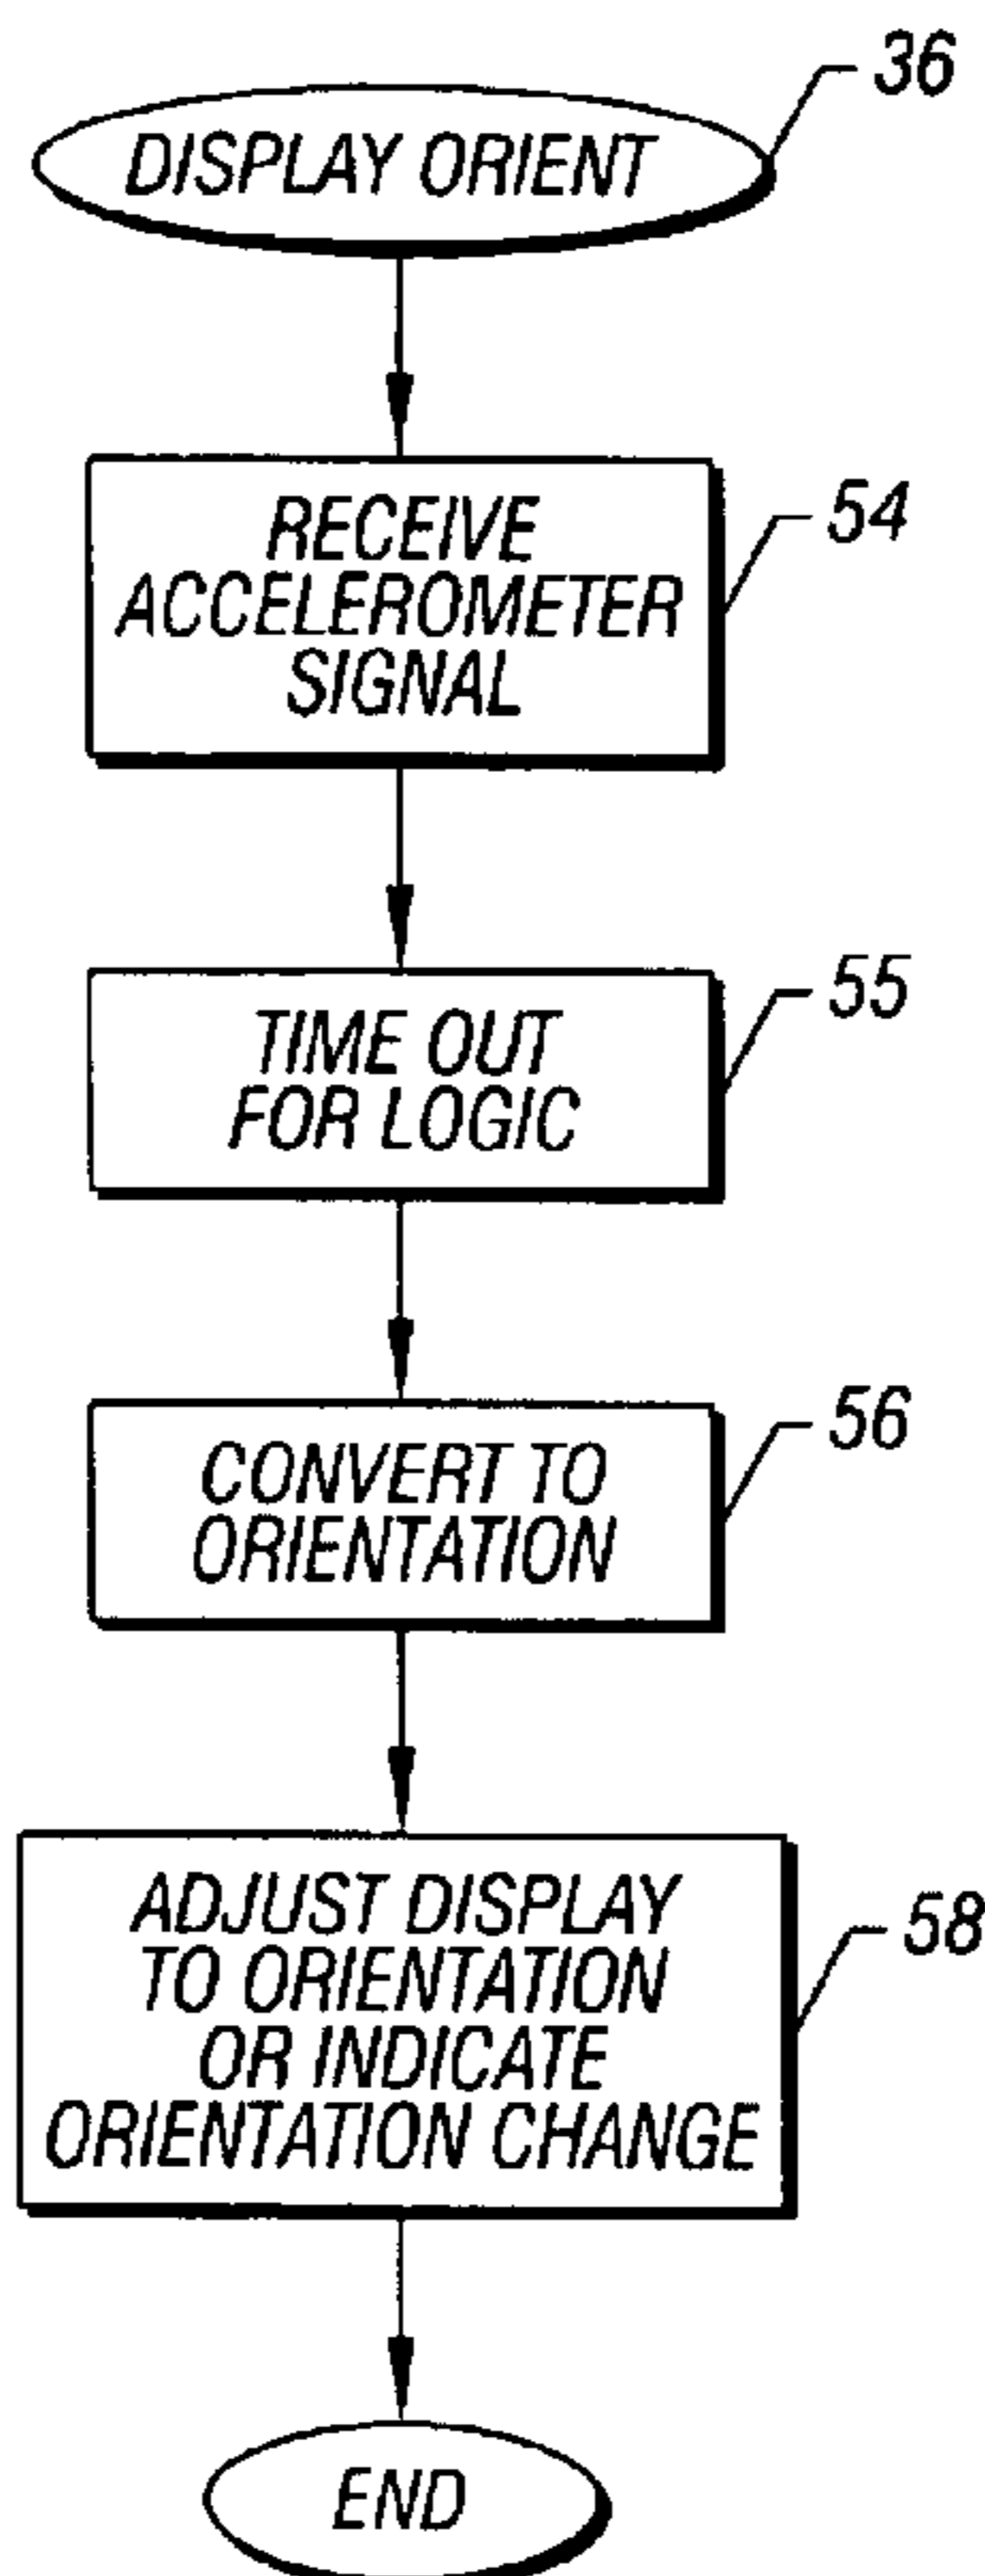 36
DISPLAY ORIENT
RECEIVE
ACCELEROMETER
SIGNAL
54
TIME OUT
FOR LOGIC
55
CONVERT TO
ORIENTATION
56
ADJUST DISPLAY
TO ORIENTATION
OR INDICATE
ORIENTATION CHANGE
58
END